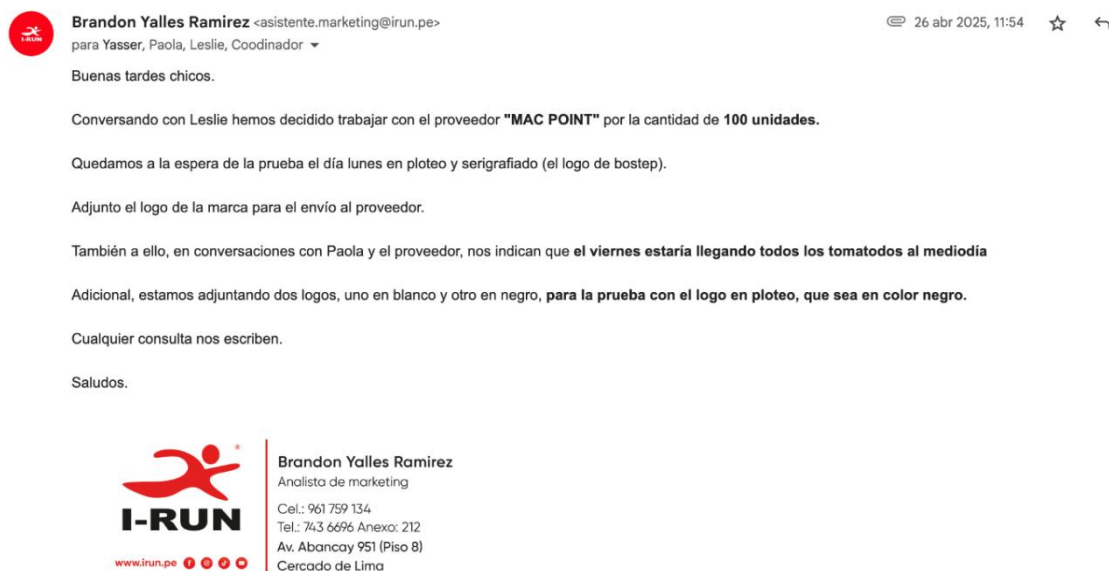 I-RUN
Brandon Yalles Ramirez <asistente.marketing@irun.pe>
26 abr 2025, 11:54
para Yasser, Paola, Leslie, Coodinador
Buenas tardes chicos.
Conversando con Leslie hemos decidido trabajar con el proveedor "MAC POINT" por la cantidad de 100 unidades.
Quedamos a la espera de la prueba el día lunes en ploteo y serigrafiado (el logo de bostep).
Adjunto el logo de la marca para el envío al proveedor.
También a ello, en conversaciones con Paola y el proveedor, nos indican que el viernes estaría llegando todos los tomatodos al mediodía
Adicional, estamos adjuntando dos logos, uno en blanco y otro en negro, para la prueba con el logo en ploteo, que sea en color negro.
Cualquier consulta nos escriben.
Saludos.
I-RUN
www.irun.pe
Brandon Yalles Ramirez
Analista de marketing
Cel.: 961 759 134
Tel.: 743 6696 Anexo: 212
Av. Abancay 951 (Piso 8)
Cercado de Lima